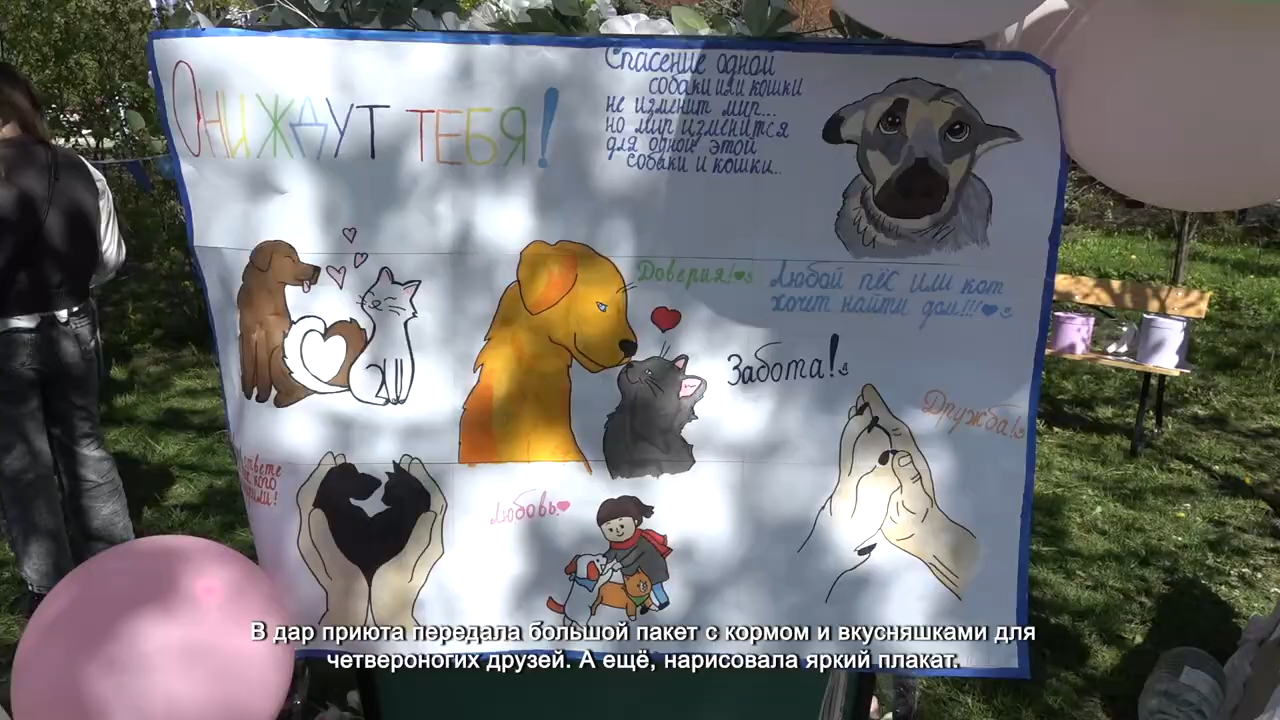 Они ждут тебя!
Спасение одной
собаки или кошки
не изменит мир...
но мир изменится
для одной этой
собаки и кошки..
Доверия!
Любой пёс или кот
хочет найти дом!!!
Забота!
Дружба!
Любовь
В дар приюта передала большой пакет с кормом и вкусняшками для
четвероногих друзей. А ещё, нарисовала яркий плакат.